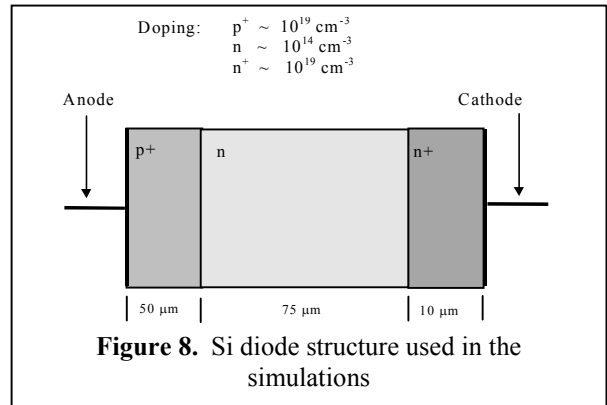 Doping: p+ ~ 10^19 cm^-3
n ~ 10^14 cm^-3
n+ ~ 10^19 cm^-3
Anode
Cathode
p+ n n+
50 μm 75 μm 10 μm
Figure 8. Si diode structure used in the
simulations